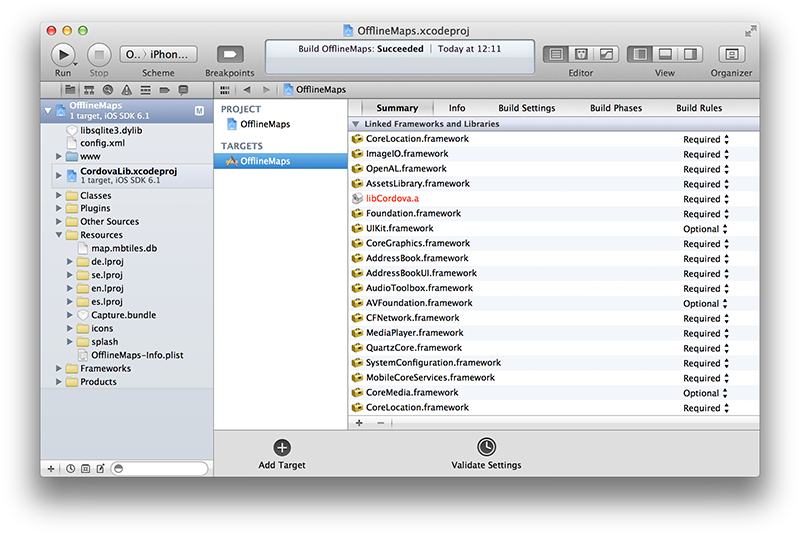 OfflineMaps.xcodeproj
Run
Stop
O..〉iPhon...
Scheme
Breakpoints
Build OfflineMaps: Succeeded | Today at 12:11
Editor
View
Organizer
OfflineMaps
1 target, iOS SDK 6.1
M
libsqlite3.dylib
config.xml
www
CordovaLib.xcodeproj
1 target, iOS SDK 6.1
Classes
Plugins
Other Sources
Resources
map.mbtiles.db
de.lproj
se.lproj
en.lproj
es.lproj
Capture.bundle
icons
splash
OfflineMaps-Info.plist
Frameworks
Products
OfflineMaps
PROJECT
OfflineMaps
TARGETS
OfflineMaps
Summary Info Build Settings Build Phases Build Rules
Linked Frameworks and Libraries
CoreLocation.framework Required
ImageIO.framework Required
OpenAL.framework Required
AssetsLibrary.framework Required
libCordova.a Required
Foundation.framework Required
UIKit.framework Optional
CoreGraphics.framework Required
AddressBook.framework Required
AddressBookUI.framework Required
AudioToolbox.framework Required
AVFoundation.framework Optional
CFNetwork.framework Required
MediaPlayer.framework Required
QuartzCore.framework Required
SystemConfiguration.framework Required
MobileCoreServices.framework Required
CoreMedia.framework Optional
CoreLocation.framework Required
Add Target
Validate Settings